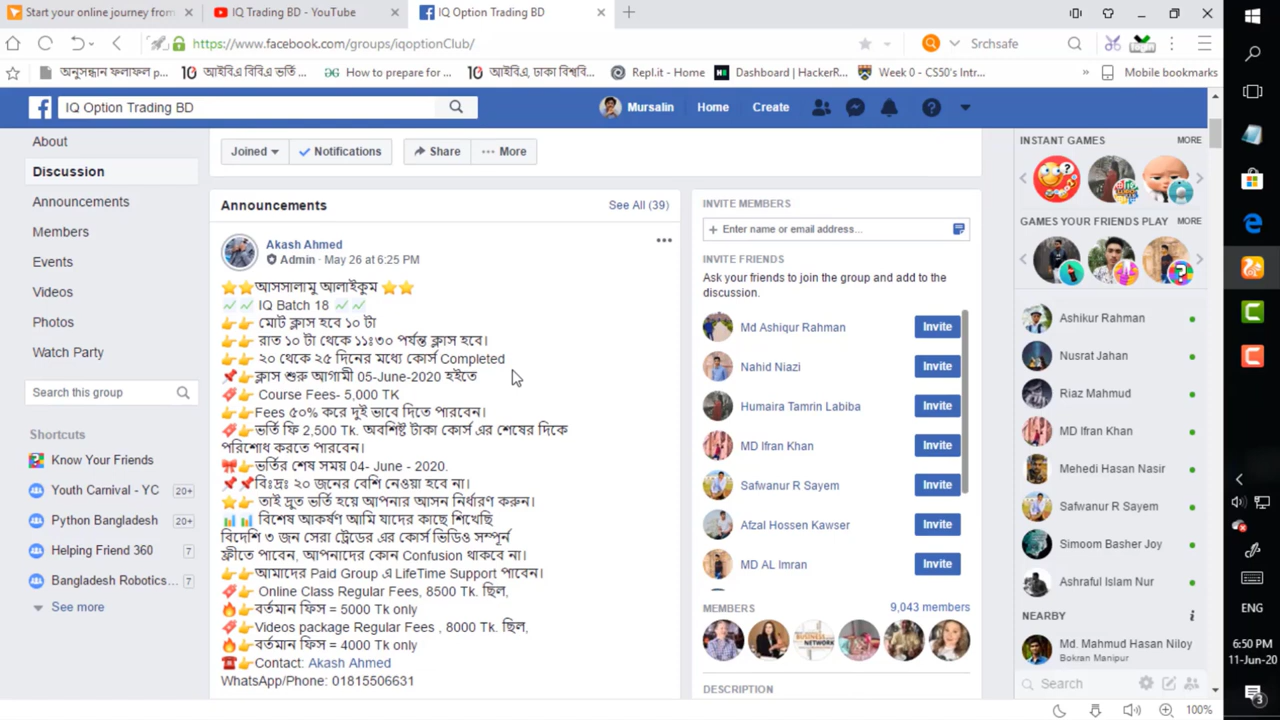 Start your online journey from
IQ Trading BD - YouTube
IQ Option Trading BD
https://www.facebook.com/groups/iqoptionClub/
Srchsafe
অনুসন্ধান ফলাফল p...
আইবিএ বিবিএ ভর্তি ...
How to prepare for ...
আইবিএ, ঢাকা বিশ্ববি...
Repl.it - Home
Dashboard | HackerR...
Week 0 - CS50's Intr...
Mobile bookmarks
IQ Option Trading BD
Mursalin
Home
Create
About
Discussion
Announcements
Members
Events
Videos
Photos
Watch Party
Search this group
Shortcuts
Know Your Friends
Youth Carnival - YC 20+
Python Bangladesh 20+
Helping Friend 360 7
Bangladesh Robotics... 7
See more
Joined
Notifications
Share
More
Announcements
See All (39)
Akash Ahmed
Admin · May 26 at 6:25 PM
⭐⭐আসসালামু আলাইকুম ⭐⭐
📈📈 IQ Batch 18 📈📈
👉👉 মোট ক্লাস হবে ১০ টা
👉👉 রাত ১০ টা থেকে ১১ঃ৩০ পর্যন্ত ক্লাস হবে।
👉👉 ২০ থেকে ২৫ দিনের মধ্যে কোর্স Completed
📌👉ক্লাস শুরু আগামী 05-June-2020 হইতে
👉 Course Fees- 5,000 TK
👉👉Fees ৫০% করে দুই ভাবে দিতে পারবেন।
👉ভর্তি ফি 2,500 Tk. অবশিষ্ট টাকা কোর্স এর শেষের দিকে
পরিশোধ করতে পারবেন।
🎀👉ভর্তির শেষ সময় 04- June - 2020.
📌📌বিঃদ্রঃ ২০ জনের বেশি নেওয়া হবে না।
⭐👉 তাই দ্রুত ভর্তি হয়ে আপনার আসন নির্ধারণ করুন।
📊📊 বিশেষ আকর্ষণ আমি যাদের কাছে শিখেছি
বিদেশি ৩ জন সেরা ট্রেডের এর কোর্স ভিডিও সম্পূর্ন
ফ্রীতে পাবেন, আপনাদের কোন Confusion থাকবে না।
👉👉আমাদের Paid Group এ LifeTime Support পাবেন।
👉 Online Class Regular Fees, 8500 Tk. ছিল,
🔥👉বর্তমান ফিস = 5000 Tk only
👉Videos package Regular Fees , 8000 Tk. ছিল,
🔥👉বর্তমান ফিস = 4000 Tk only
☎👉Contact: Akash Ahmed
WhatsApp/Phone: 01815506631
INVITE MEMBERS
+ Enter name or email address...
INVITE FRIENDS
Ask your friends to join the group and add to the
discussion.
Md Ashiqur Rahman Invite
Nahid Niazi Invite
Humaira Tamrin Labiba Invite
MD Ifran Khan Invite
Safwanur R Sayem Invite
Afzal Hossen Kawser Invite
MD AL Imran Invite
MEMBERS
9,043 members
DESCRIPTION
INSTANT GAMES
MORE
GAMES YOUR FRIENDS PLAY
MORE
Ashikur Rahman
Nusrat Jahan
Riaz Mahmud
MD Ifran Khan
Mehedi Hasan Nasir
Safwanur R Sayem
Simoom Basher Joy
Ashraful Islam Nur
NEARBY
Md. Mahmud Hasan Niloy
Bokran Manipur
Search
100%
ENG
6:50 PM
11-Jun-20
3